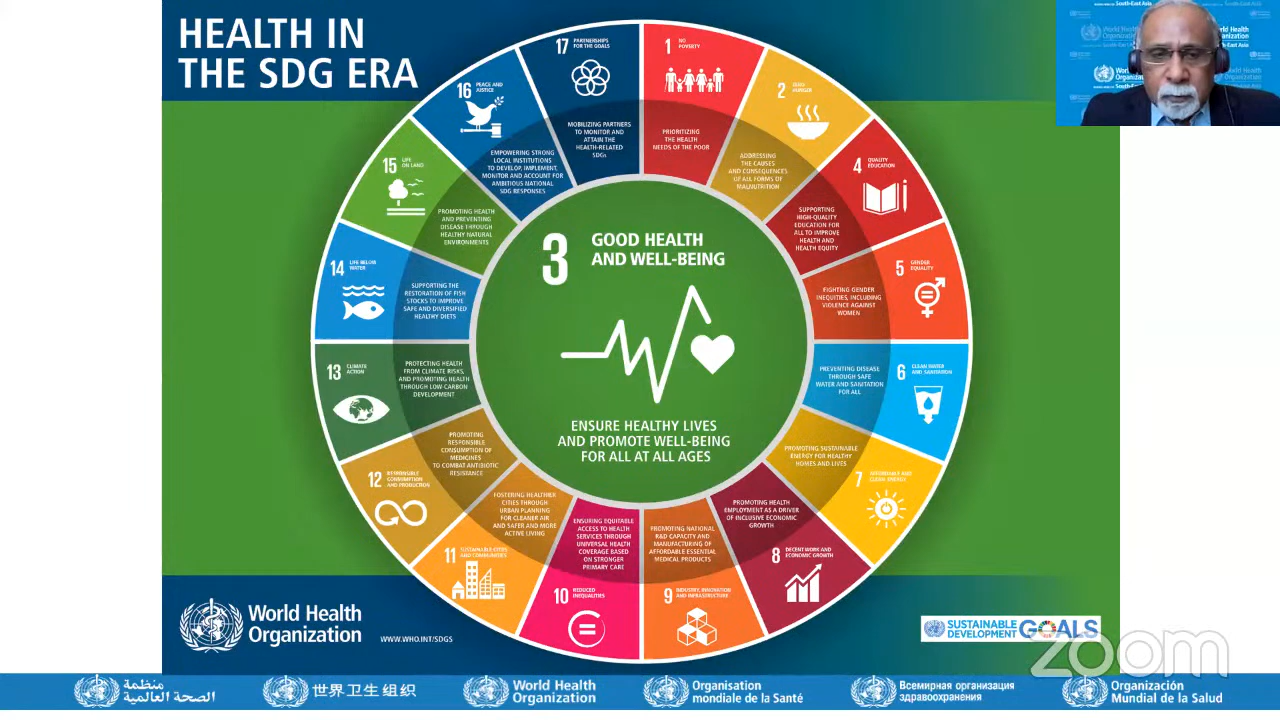 HEALTH IN
THE SDG ERA
1 NO
POVERTY
PRIORITIZING
THE HEALTH
NEEDS OF THE POOR
2 ZERO
HUNGER
ADDRESSING
THE CAUSES
AND CONSEQUENCES
OF ALL FORMS OF
MALNUTRITION
4 QUALITY
EDUCATION
SUPPORTING
HIGH-QUALITY
EDUCATION FOR
ALL TO IMPROVE
HEALTH AND
HEALTH EQUITY
5 GENDER
EQUALITY
FIGHTING GENDER
INEQUITIES, INCLUDING
VIOLENCE AGAINST
WOMEN
6 CLEAN WATER
AND SANITATION
PREVENTING DISEASE
THROUGH SAFE
WATER AND SANITATION
FOR ALL
7 AFFORDABLE AND
CLEAN ENERGY
PROMOTING SUSTAINABLE
ENERGY FOR HEALTHY
HOMES AND LIVES
8 DECENT WORK AND
ECONOMIC GROWTH
PROMOTING HEALTH
EMPLOYMENT AS A DRIVER
OF INCLUSIVE ECONOMIC
GROWTH
9 INDUSTRY, INNOVATION
AND INFRASTRUCTURE
PROMOTING NATIONAL
R&D CAPACITY AND
MANUFACTURING OF
AFFORDABLE ESSENTIAL
MEDICAL PRODUCTS
10 REDUCED
INEQUALITIES
ENSURING EQUITABLE
ACCESS TO HEALTH
SERVICES THROUGH
UNIVERSAL HEALTH
COVERAGE BASED
ON STRONGER
PRIMARY CARE
11 SUSTAINABLE CITIES
AND COMMUNITIES
FOSTERING HEALTHIER
CITIES THROUGH
URBAN PLANNING
FOR CLEANER AIR
AND SAFER AND MORE
ACTIVE LIVING
12 RESPONSIBLE
CONSUMPTION
AND PRODUCTION
PROMOTING
RESPONSIBLE
CONSUMPTION OF
MEDICINES
TO COMBAT ANTIBIOTIC
RESISTANCE
13 CLIMATE
ACTION
PROTECTING HEALTH
FROM CLIMATE RISKS,
AND PROMOTING HEALTH
THROUGH LOW-CARBON
DEVELOPMENT
14 LIFE BELOW
WATER
SUPPORTING THE
RESTORATION OF FISH
STOCKS TO IMPROVE
SAFE AND DIVERSIFIED
HEALTHY DIETS
15 LIFE
ON LAND
PROMOTING HEALTH
AND PREVENTING
DISEASE THROUGH
HEALTHY NATURAL
ENVIRONMENTS
16 PEACE AND
JUSTICE
EMPOWERING STRONG
LOCAL INSTITUTIONS
TO DEVELOP, IMPLEMENT,
MONITOR AND ACCOUNT FOR
AMBITIOUS NATIONAL
SDG RESPONSES
17 PARTNERSHIPS
FOR THE GOALS
MOBILIZING PARTNERS
TO MONITOR AND
ATTAIN THE
HEALTH-RELATED
SDGs
3 GOOD HEALTH
AND WELL-BEING
ENSURE HEALTHY LIVES
AND PROMOTE WELL-BEING
FOR ALL AT ALL AGES
World Health
Organization
WWW.WHO.INT/SDGS
SUSTAINABLE
DEVELOPMENT
GOALS
zoom
South-East Asia
World Health
Organization
منظمة
الصحة العالمية
世界卫生组织
World Health
Organization
Organisation
mondiale de la Santé
Всемирная организация
здравоохранения
Organización
Mundial de la Salud